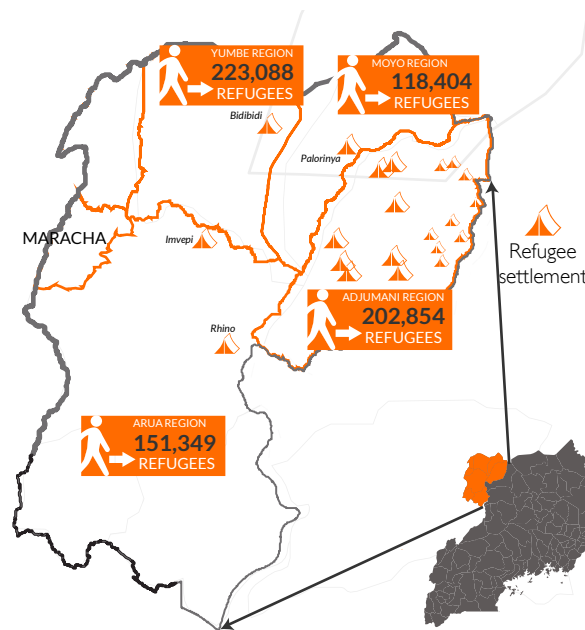 YUMBE REGION
223,088
REFUGEES
MOYO REGION
118,404
REFUGEES
Bidibidi
Palorinya
MARACHA
Imvepi
Refugee
settlement
ADJUMANI REGION
202,854
REFUGEES
Rhino
ARUA REGION
151,349
REFUGEES